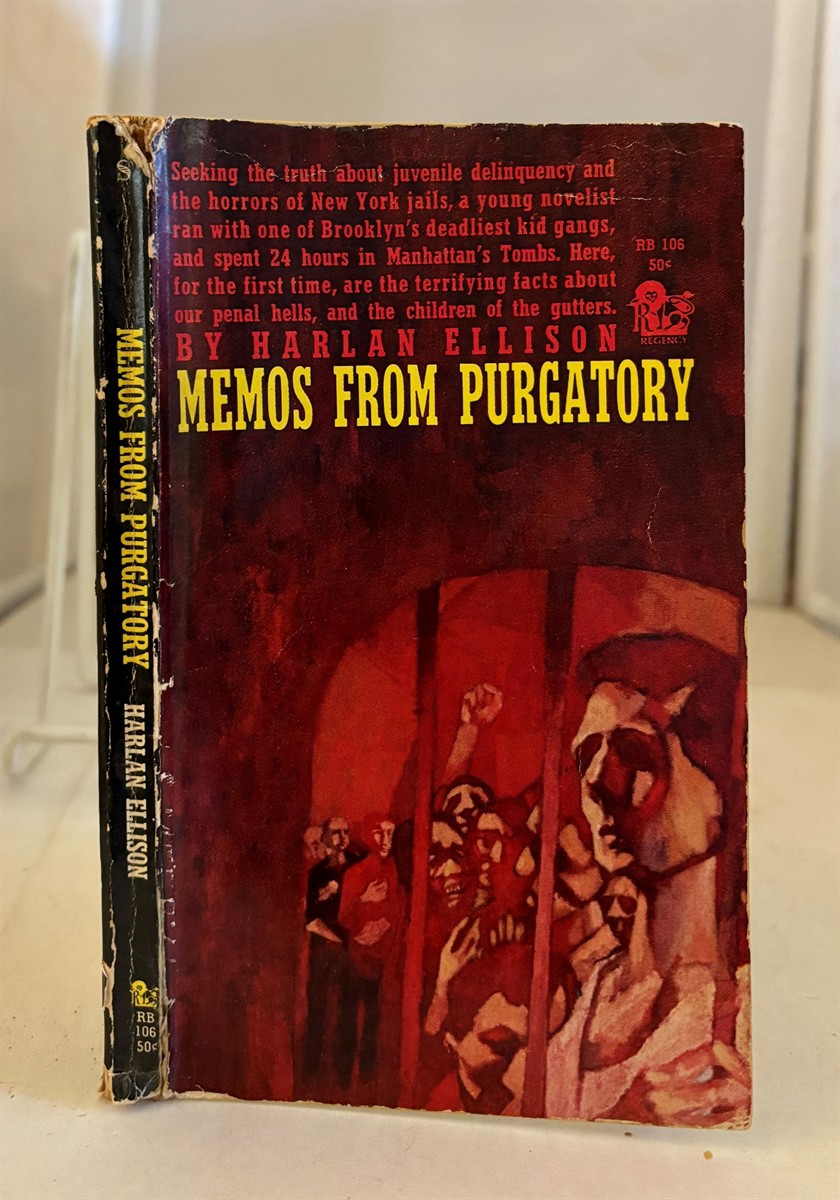 Seeking the truth about juvenile delinquency and
the horrors of New York jails, a young novelist
ran with one of Brooklyn's deadliest kid gangs,
and spent 24 hours in Manhattan's Tombs. Here,
for the first time, are the terrifying facts about
our penal hells, and the children of the gutters.
RB 106
50¢
R
REGENCY
BY HARLAN ELLISON
MEMOS FROM PURGATORY
MEMOS FROM PURGATORY HARLAN ELLISON
R
RB
106
50¢